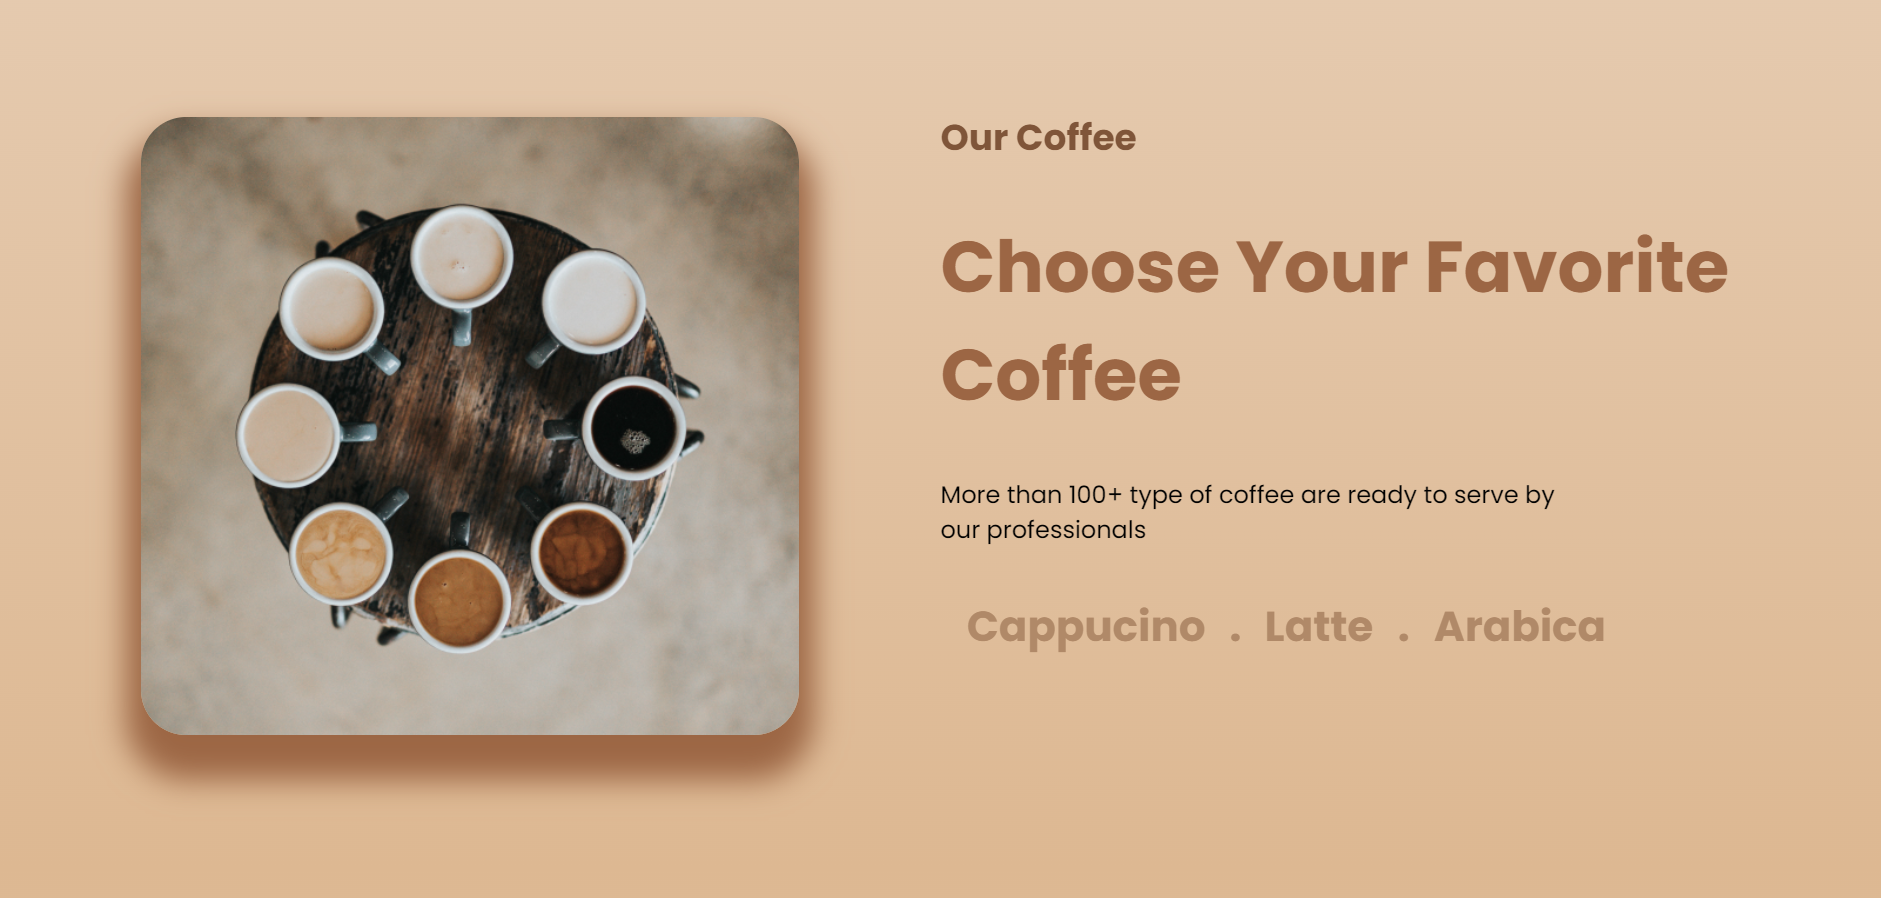 Our Coffee
Choose Your Favorite
Coffee
More than 100+ type of coffee are ready to serve by
our professionals
Cappucino . Latte . Arabica